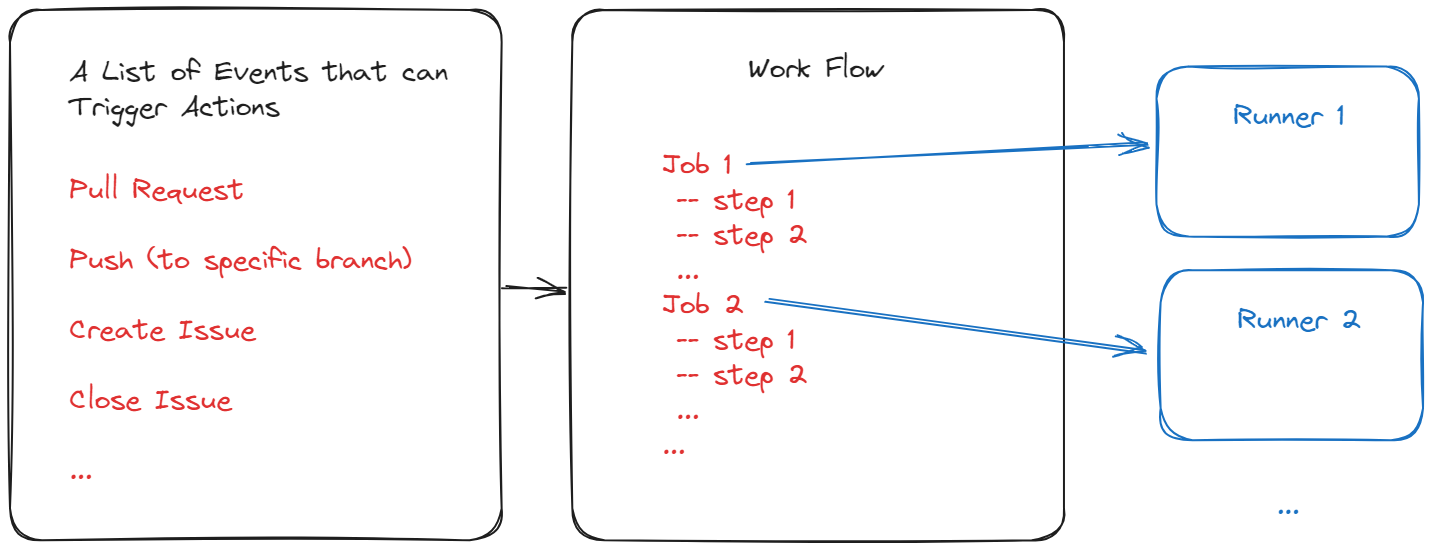 A List of Events that can
Trigger Actions
Pull Request
Push (to specific branch)
Create Issue
Close Issue
...
Work Flow
Job 1
-- step 1
-- step 2
...
Job 2
-- step 1
-- step 2
...
...
Runner 1
Runner 2
...